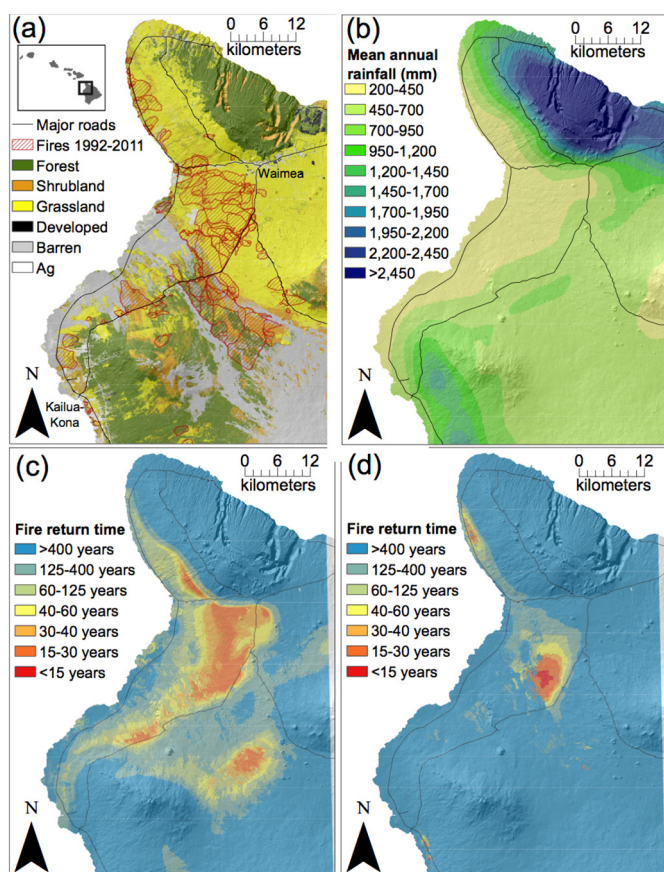 (a)
0 3 6 12
kilometers
Major roads
Fires 1992-2011
Forest
Shrubland
Grassland
Developed
Barren
Ag
Waimea
N
Kailua-
Kona
(b)
0 3 6 12
kilometers
Mean annual
rainfall (mm)
200-450
450-700
700-950
950-1,200
1,200-1,450
1,450-1,700
1,700-1,950
1,950-2,200
2,200-2,450
>2,450
N
(c)
0 3 6 12
kilometers
Fire return time
>400 years
125-400 years
60-125 years
40-60 years
30-40 years
15-30 years
<15 years
N
(d)
0 3 6 12
kilometers
Fire return time
>400 years
125-400 years
60-125 years
40-60 years
30-40 years
15-30 years
<15 years
N